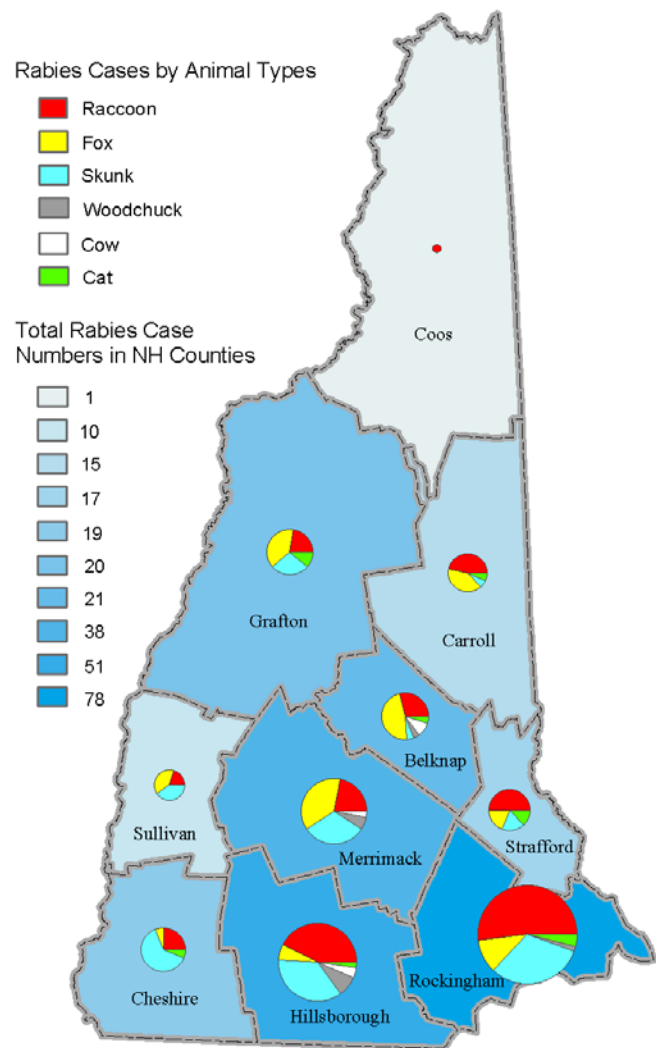 Rabies Cases by Animal Types
Raccoon
Fox
Skunk
Woodchuck
Cow
Cat
Total Rabies Case
Numbers in NH Counties
1
10
15
17
19
20
21
38
51
78
Coos
Grafton
Carroll
Belknap
Sullivan
Merrimack
Strafford
Cheshire
Hillsborough
Rockingham